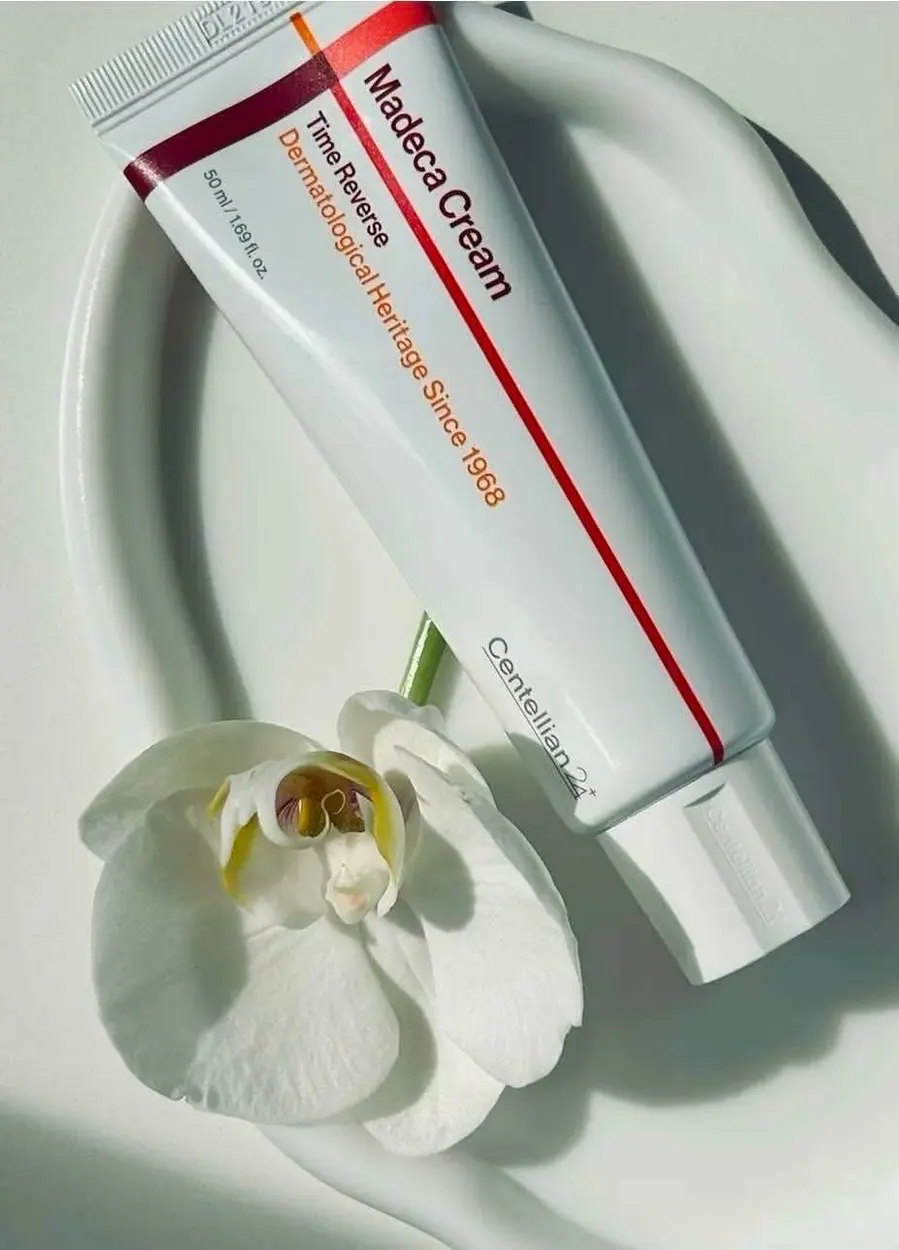 Madeca Cream
Time Reverse
Dermatological Heritage Since 1968
50 ml / 1.69 fl. oz.
Centellian24+